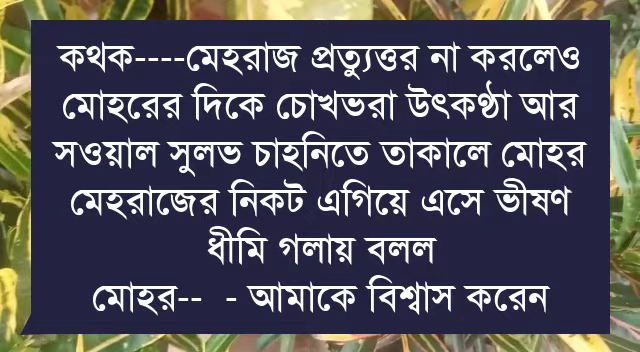 কথক----মেহরাজ প্রত্যুত্তর না করলেও
মোহরের দিকে চোখভরা উৎকণ্ঠা আর
সওয়াল সুলভ চাহনিতে তাকালে মোহর
মেহরাজের নিকট এগিয়ে এসে ভীষণ
ধীমি গলায় বলল
মোহর-- - আমাকে বিশ্বাস করেন